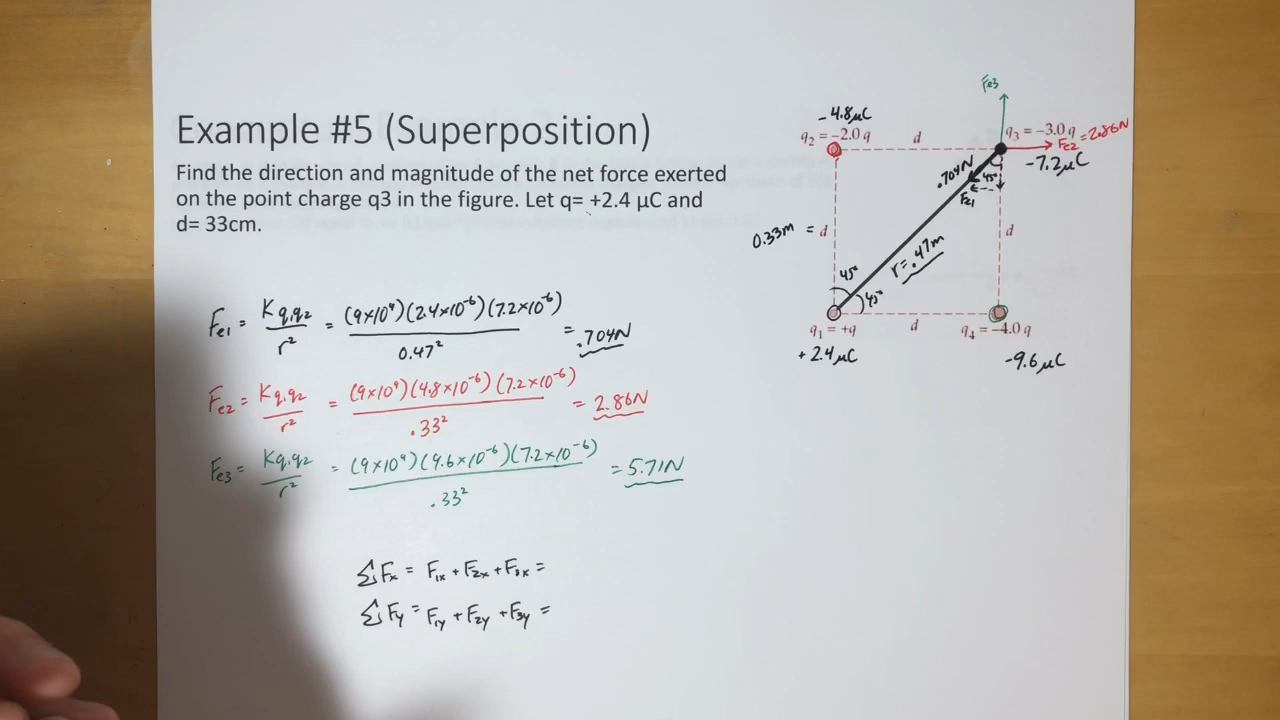 Example #5 (Superposition)
Find the direction and magnitude of the net force exerted
on the point charge q3 in the figure. Let q= +2.4 μC and
d= 33cm.
Fe1 = Kq1q2 / r² = (9×10⁹)(2.4×10⁻⁶)(7.2×10⁻⁶) / 0.47² = .704N
Fe2 = Kq1q2 / r² = (9×10⁹)(4.8×10⁻⁶)(7.2×10⁻⁶) / .33² = 2.86N
Fe3 = Kq1q2 / r² = (9×10⁹)(9.6×10⁻⁶)(7.2×10⁻⁶) / .33² = 5.71N
ΣFx = F1x + F2x + F3x =
ΣFy = F1y + F2y + F3y =
Fe3
-4.8μC
q2 = −2.0 q
d
q3 = −3.0 q
Fe2 = 2.86N
-7.2μC
.704N
45°
Fe1
0.33m = d
r = .47m
d
45°
45°
q1 = +q
d
q4 = −4.0 q
+2.4μC
-9.6μC